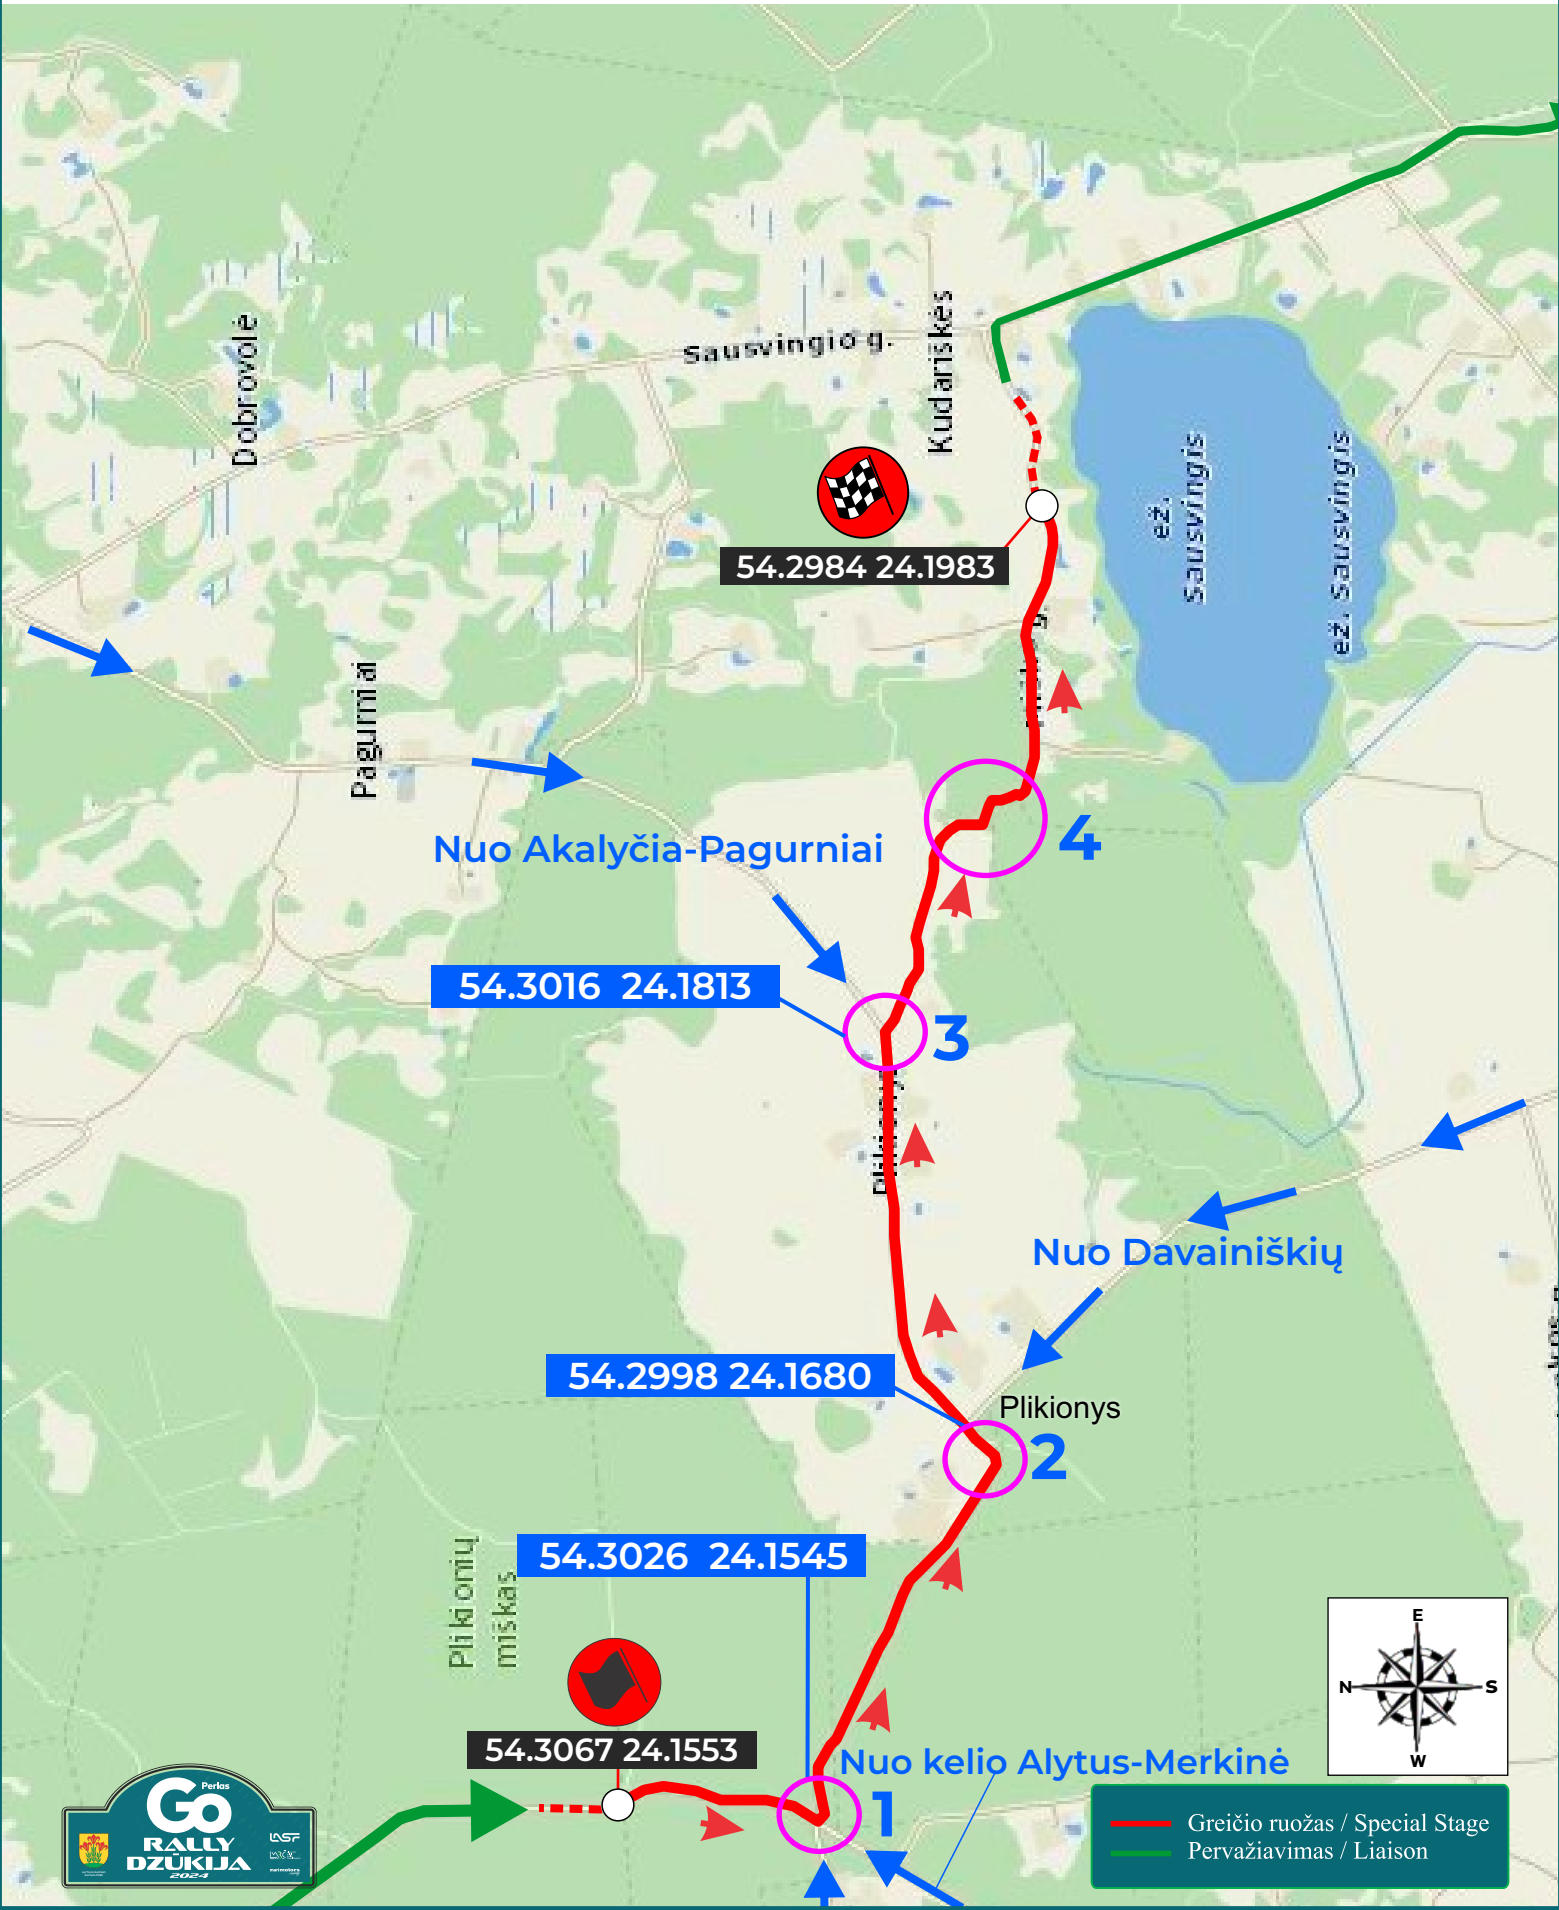 Sausvingio g.
Kudariškės
Dobrovolė
ež.
Sausvingis
ež. Sausvingis
54.2984 24.1983
g.
Pagurniai
Nuo Akalyčia-Pagurniai
4
54.3016 24.1813
3
Nuo Davainiškių
54.2998 24.1680
Plikionys
2
54.3026 24.1545
Plikionių
miškas
E
N
S
W
54.3067 24.1553
Nuo kelio Alytus-Merkinė
1
Perlas
GO
RALLY
DZŪKIJA
2024
LASF
Greičio ruožas / Special Stage
Pervažiavimas / Liaison